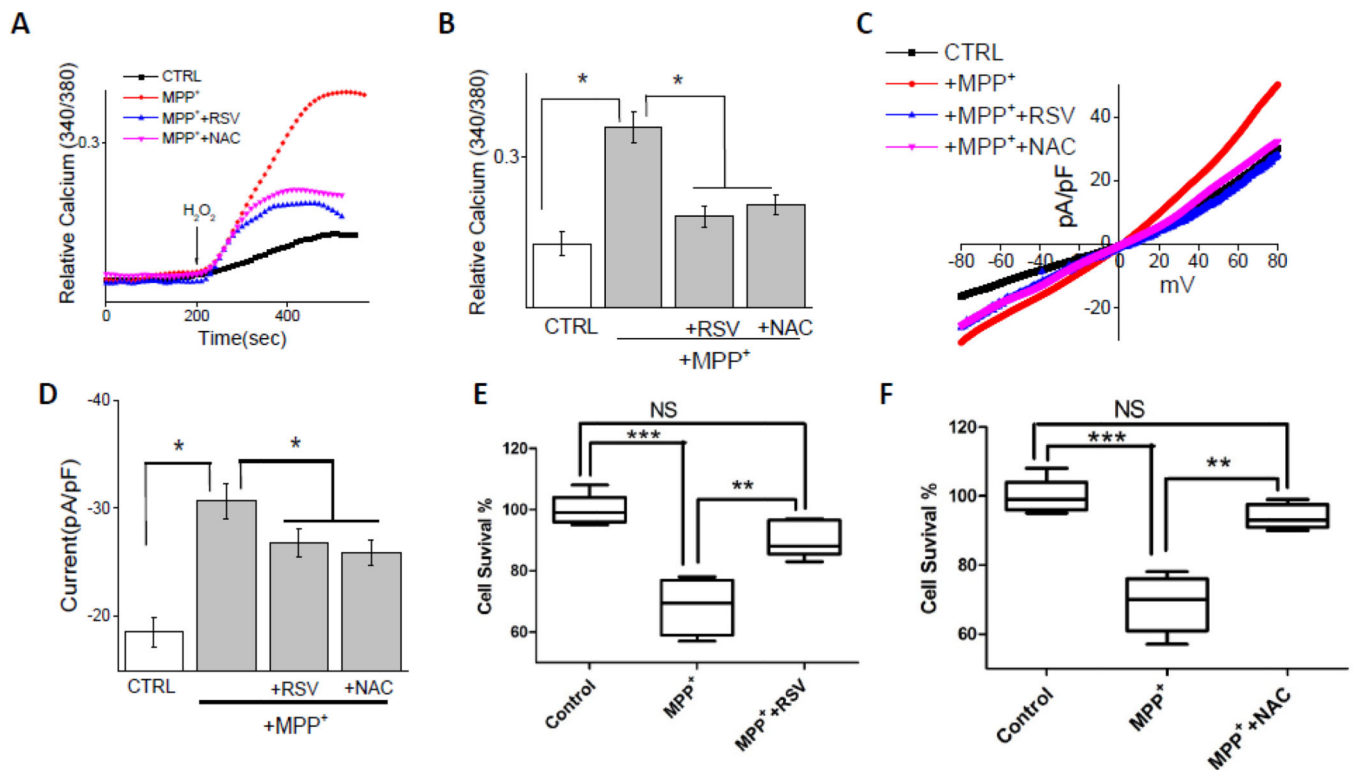 A
CTRL
MPP⁺
MPP⁺+RSV
MPP⁺+NAC
Relative Calcium (340/380)
0.3
H₂O₂
0 200 400
Time(sec)
B
* *
Relative Calcium (340/380)
0.3
CTRL +RSV +NAC
+MPP⁺
C
CTRL
+MPP⁺
+MPP⁺+RSV
+MPP⁺+NAC
pA/pF
40
20
0
-20
-80 -60 -40 -20 0 20 40 60 80
mV
D
-40
-30
-20
Current(pA/pF)
* *
CTRL +RSV +NAC
+MPP⁺
E
NS
***
**
120
100
80
60
Cell Suvival %
Control
MPP⁺
MPP⁺+RSV
F
NS
***
**
120
100
80
60
Cell Suvival %
Control
MPP⁺
MPP⁺+NAC